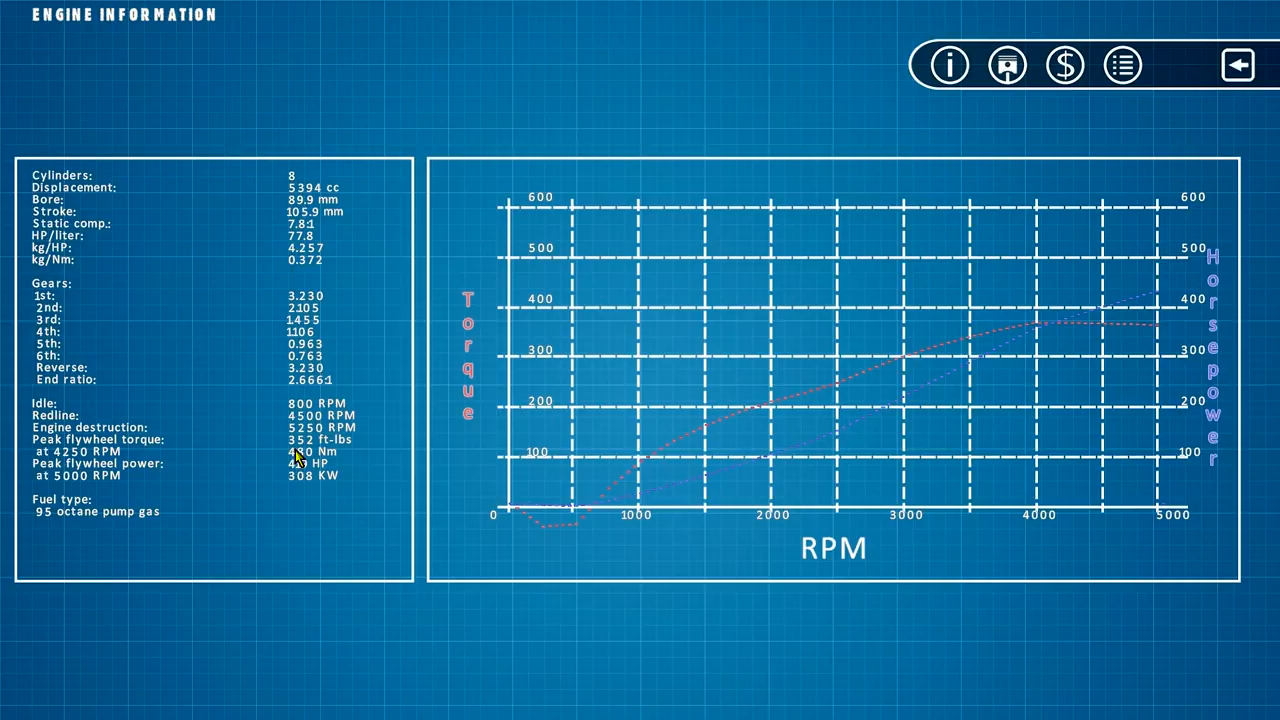 ENGINE INFORMATION
Cylinders: 8
Displacement: 5394 cc
Bore: 89.9 mm
Stroke: 105.9 mm
Static comp.: 7.8:1
HP/liter: 77.8
kg/HP: 4.257
kg/Nm: 0.372
Gears:
1st: 3.230
2nd: 2.105
3rd: 1.455
4th: 1.106
5th: 0.963
6th: 0.763
Reverse: 3.230
End ratio: 2.666:1
Idle: 800 RPM
Redline: 4500 RPM
Engine destruction: 5250 RPM
Peak flywheel torque: 352 ft-lbs
at 4250 RPM Nm
Peak flywheel power: HP
at 5000 RPM 308 KW
Fuel type:
95 octane pump gas
Torque
600
500
400
300
200
100
0 1000 2000 3000 4000 5000
RPM
600
500
400
300
200
100
Horsepower